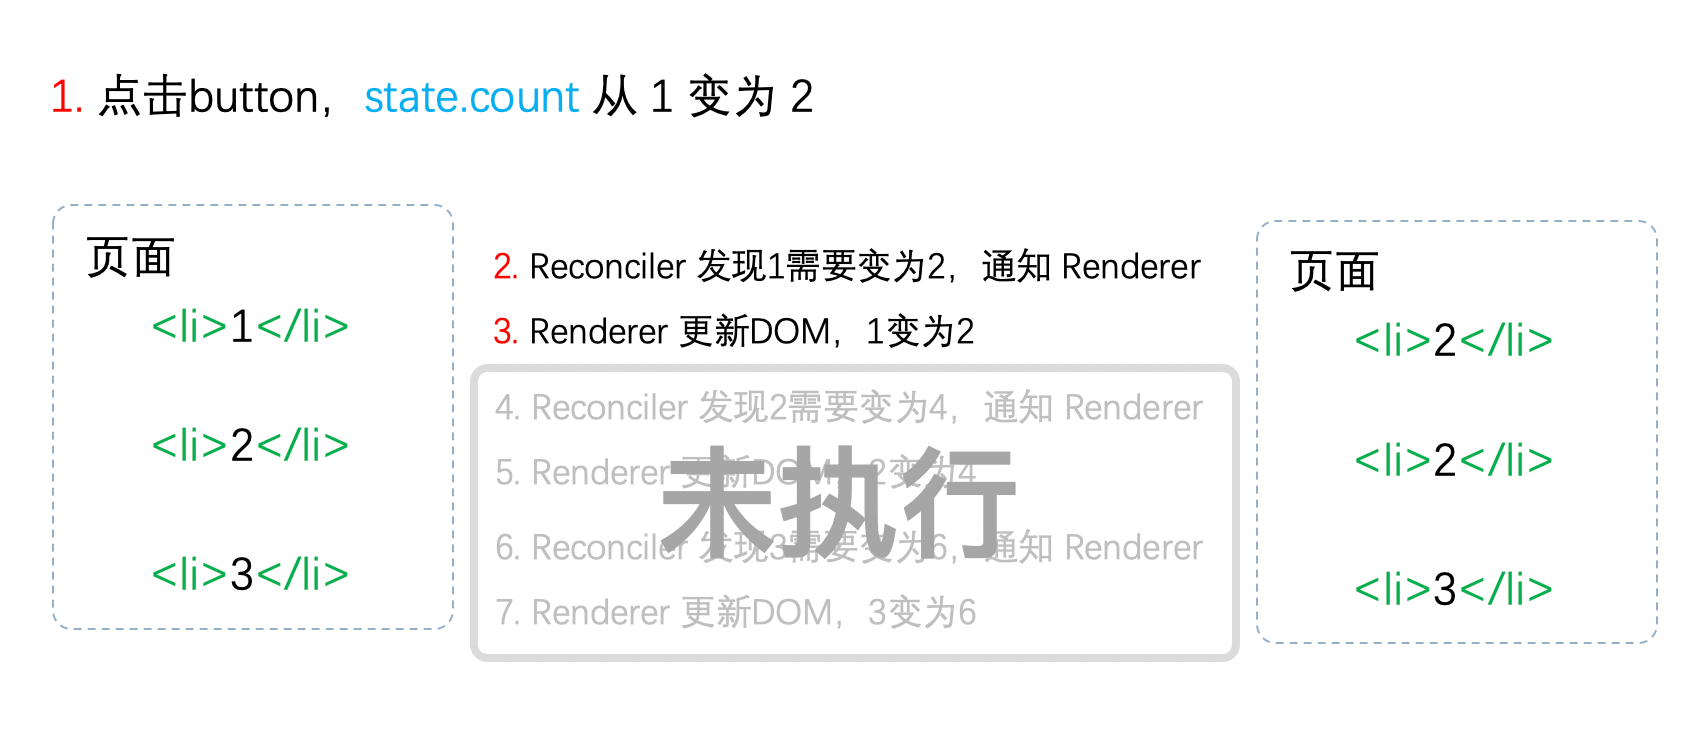 1. 点击button，state.count 从 1 变为 2
页面
<li>1</li>
<li>2</li>
<li>3</li>
2. Reconciler 发现1需要变为2，通知 Renderer
3. Renderer 更新DOM，1变为2
4. Reconciler 发现2需要变为4，通知 Renderer
5. Renderer 更新DOM，2变为4
未执行
6. Reconciler 发现3需要变为6，通知 Renderer
7. Renderer 更新DOM，3变为6
页面
<li>2</li>
<li>2</li>
<li>3</li>